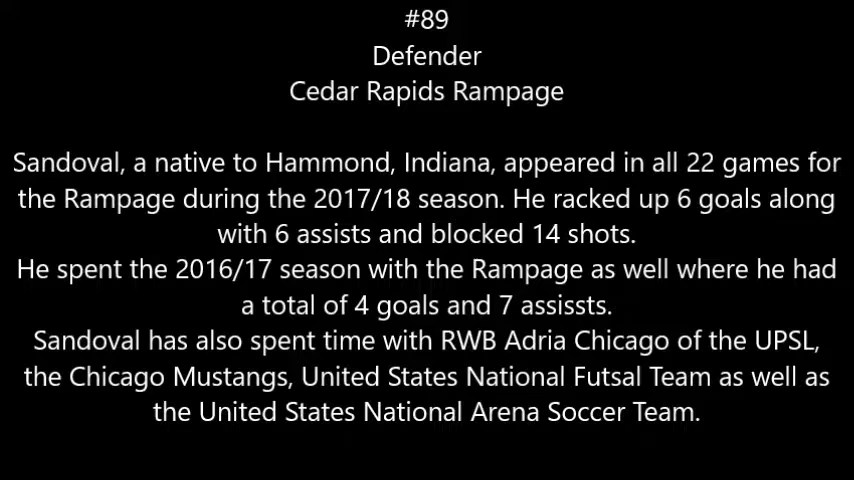 #89
Defender
Cedar Rapids Rampage
Sandoval, a native to Hammond, Indiana, appeared in all 22 games for
the Rampage during the 2017/18 season. He racked up 6 goals along
with 6 assists and blocked 14 shots.
He spent the 2016/17 season with the Rampage as well where he had
a total of 4 goals and 7 assissts.
Sandoval has also spent time with RWB Adria Chicago of the UPSL,
the Chicago Mustangs, United States National Futsal Team as well as
the United States National Arena Soccer Team.